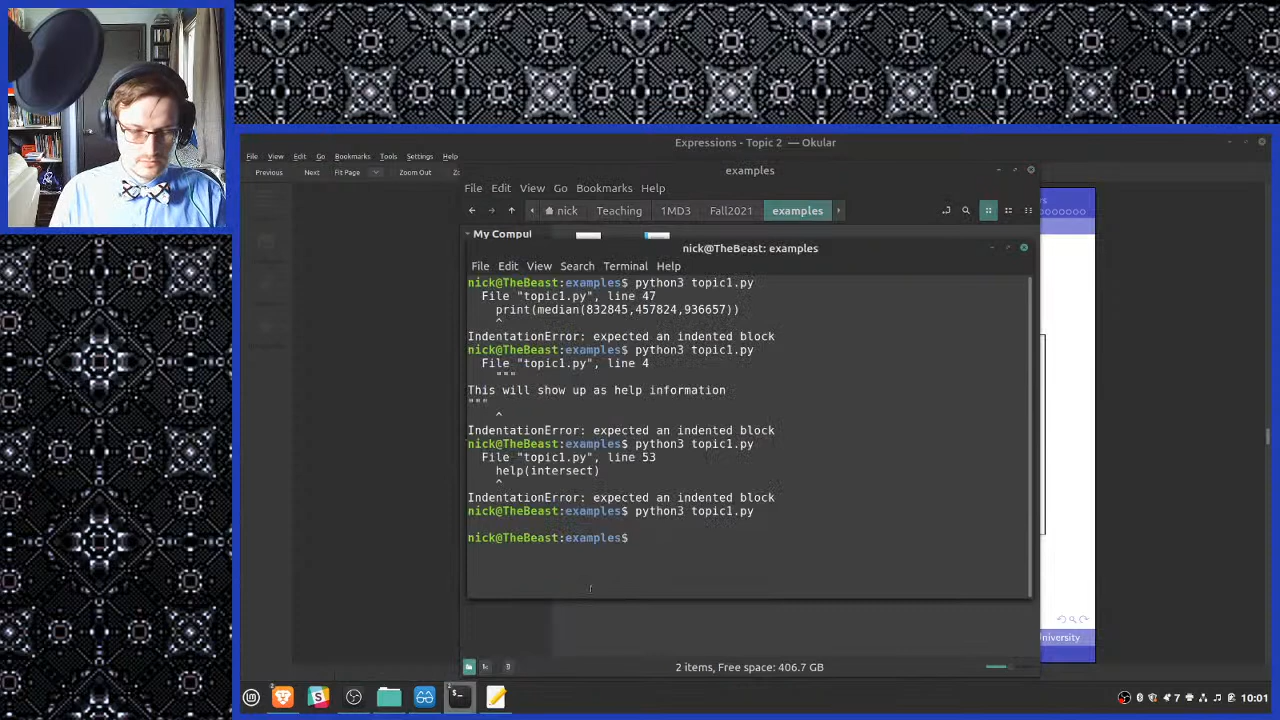 Expressions - Topic 2 — Okular
File Edit View Go Bookmarks Tools Settings Help
Previous Next Fit Page Zoom Out
examples
File Edit View Go Bookmarks Help
nick Teaching 1MD3 Fall2021 examples
My Compul
nick@TheBeast: examples
File Edit View Search Terminal Help
nick@TheBeast:examples$ python3 topic1.py
File "topic1.py", line 47
print(median(832845,457824,936657))
^
IndentationError: expected an indented block
nick@TheBeast:examples$ python3 topic1.py
File "topic1.py", line 4
"""
This will show up as help information
"""
^
IndentationError: expected an indented block
nick@TheBeast:examples$ python3 topic1.py
File "topic1.py", line 53
help(intersect)
^
IndentationError: expected an indented block
nick@TheBeast:examples$ python3 topic1.py
nick@TheBeast:examples$
University
2 items, Free space: 406.7 GB
7 10:01